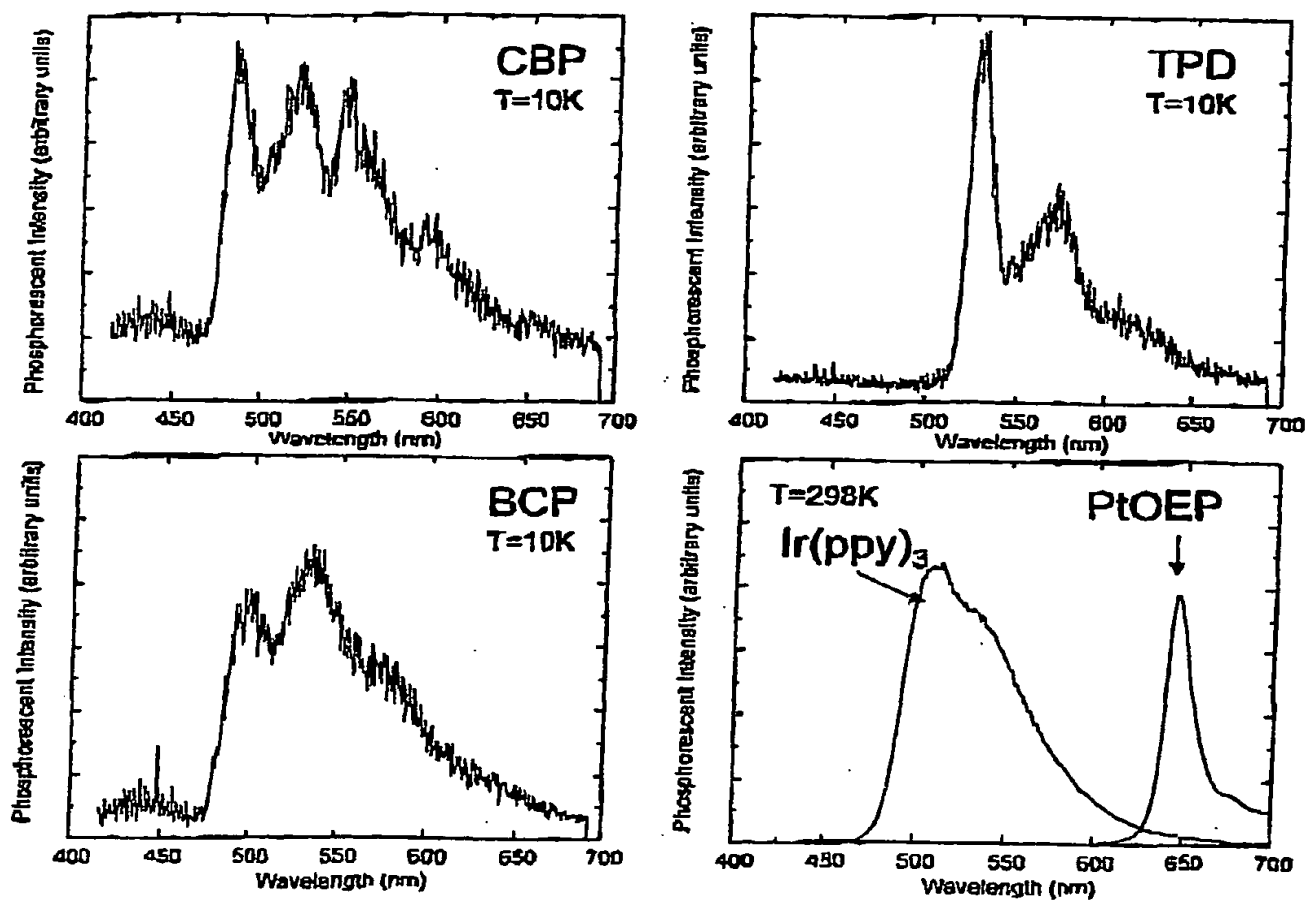 Phosphorescent Intensity (arbitrary units)
CBP
T=10K
400 450 500 550 600 650 700
Wavelength (nm)
Phosphorescent Intensity (arbitrary units)
TPD
T=10K
400 450 500 550 600 650 700
Wavelength (nm)
Phosphorescent Intensity (arbitrary units)
BCP
T=10K
400 450 500 550 600 650 700
Wavelength (nm)
Phosphorescent Intensity (arbitrary units)
T=298K
PtOEP
Ir(ppy)3
400 450 500 550 600 650 700
Wavelength (nm)